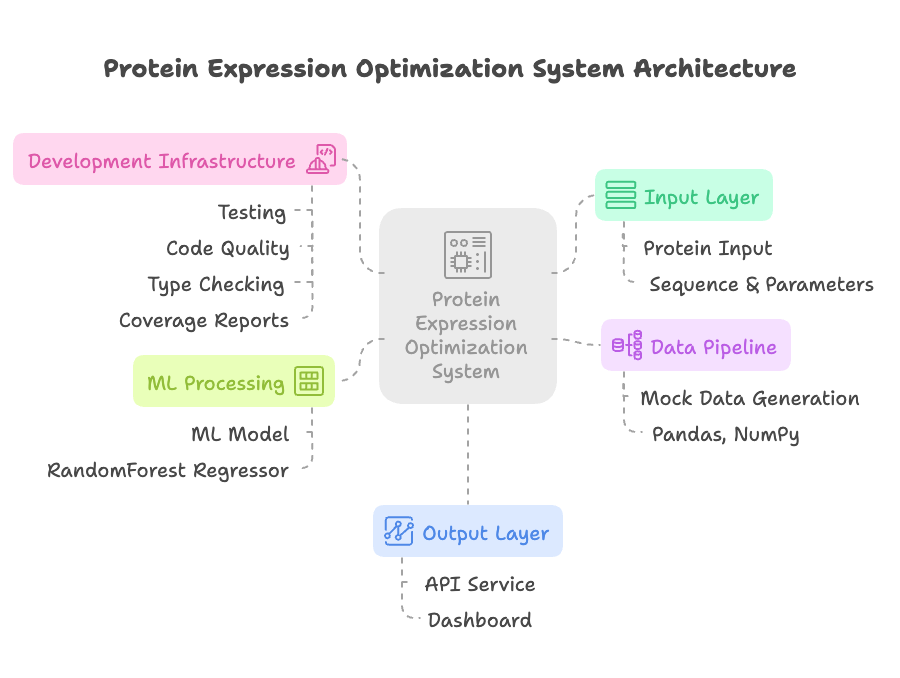 Protein Expression Optimization System Architecture
Development Infrastructure
Testing
Code Quality
Type Checking
Coverage Reports
ML Processing
ML Model
RandomForest Regressor
Protein
Expression
Optimization
System
Input Layer
Protein Input
Sequence & Parameters
Data Pipeline
Mock Data Generation
Pandas, NumPy
Output Layer
API Service
Dashboard